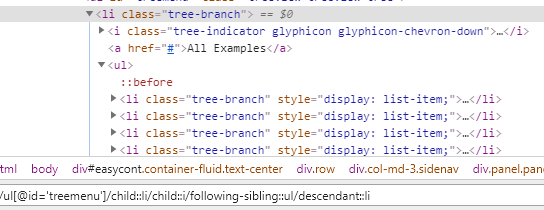 ▼<li class="tree-branch"> == $0
▶<i class="tree-indicator glyphicon glyphicon-chevron-down">…</i>
<a href="#">All Examples</a>
▼<ul>
::before
▶<li class="tree-branch" style="display: list-item;">…</li>
▶<li class="tree-branch" style="display: list-item;">…</li>
▶<li class="tree-branch" style="display: list-item;">…</li>
▶<li class="tree-branch" style="display: list-item;">…</li>
tml body div#easycont.container-fluid.text-center div.row div.col-md-3.sidenav div.panel.pan
/ul[@id='treemenu']/child::li/child::i/following-sibling::ul/descendant::li